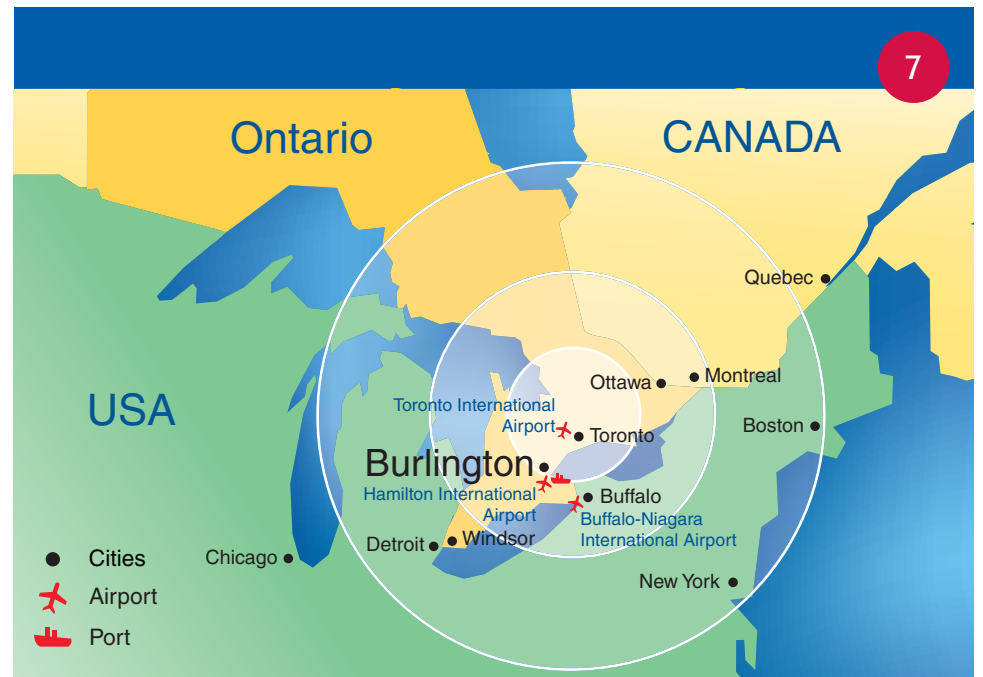 7
Ontario
CANADA
Quebec
USA
Ottawa
Montreal
Toronto International
Airport
Toronto
Boston
Burlington
Hamilton International
Airport
Buffalo
Buffalo-Niagara
International Airport
Detroit
Windsor
Chicago
New York
Cities
Airport
Port